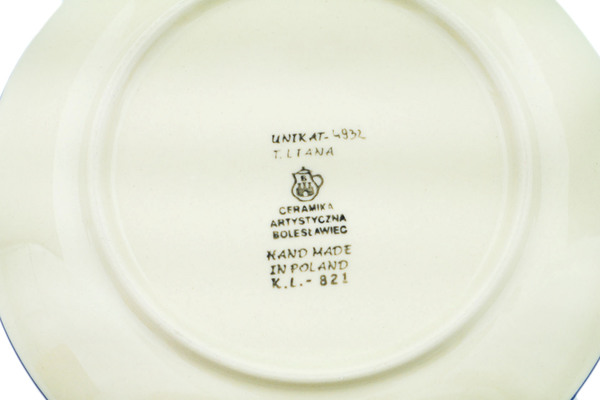 UNIKAT-4932
T. LIANA
CERAMIKA
ARTYSTYCZNA
BOLESŁAWIEC
HAND MADE
IN POLAND
K.L.-821